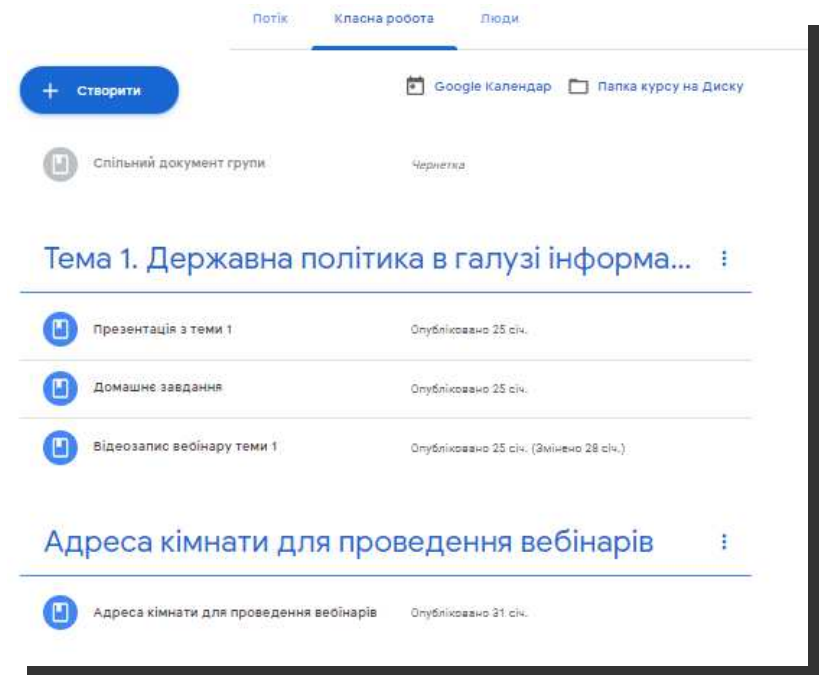 Потік Класна робота Люди
+ Створити Google Календар Папка курсу на Диску
Спільний документ групи Чернетка
Тема 1. Державна політика в галузі інформа...
Презентація з теми 1 Опубліковано 25 січ.
Домашнє завдання Опубліковано 25 січ.
Відеозапис вебінару теми 1 Опубліковано 25 січ. (Змінено 28 січ.)
Адреса кімнати для проведення вебінарів
Адреса кімнати для проведення вебінарів Опубліковано 31 січ.